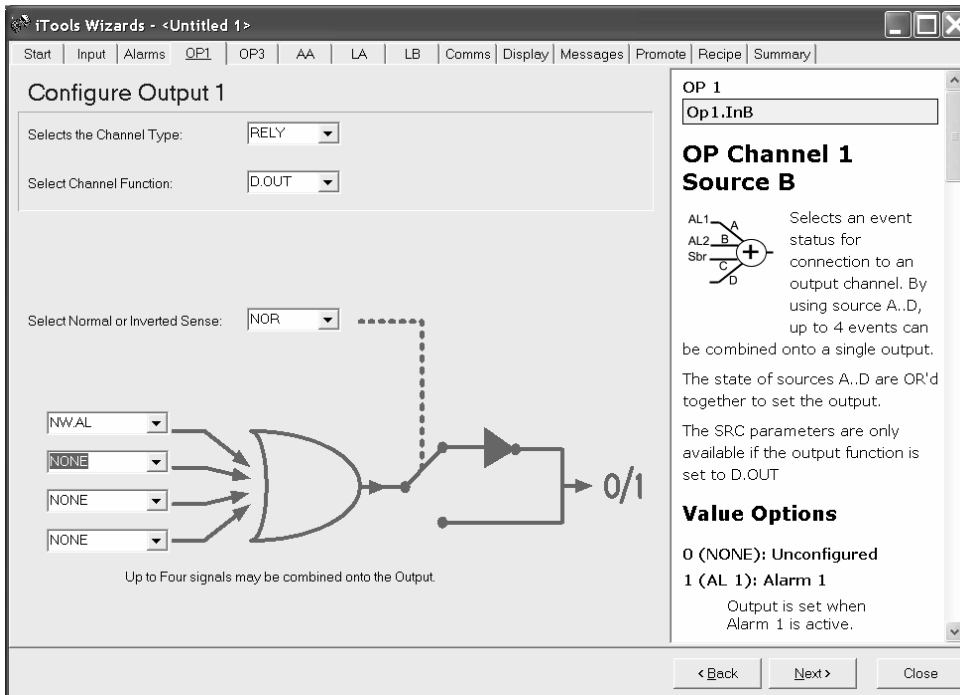 iTools Wizards - <Untitled 1>
Start Input Alarms OP1 OP3 AA LA LB Comms Display Messages Promote Recipe Summary
Configure Output 1
Selects the Channel Type: RELY
Select Channel Function: D.OUT
Select Normal or Inverted Sense: NOR
NW.AL
NONE
NONE
NONE
0/1
Up to Four signals may be combined onto the Output.
OP 1
Op1.InB
OP Channel 1
Source B
AL1 A
AL2 B
Sbr C
D
+
Selects an event
status for
connection to an
output channel. By
using source A..D,
up to 4 events can
be combined onto a single output.
The state of sources A..D are OR'd
together to set the output.
The SRC parameters are only
available if the output function is
set to D.OUT
Value Options
0 (NONE): Unconfigured
1 (AL 1): Alarm 1
Output is set when
Alarm 1 is active.
< Back Next > Close